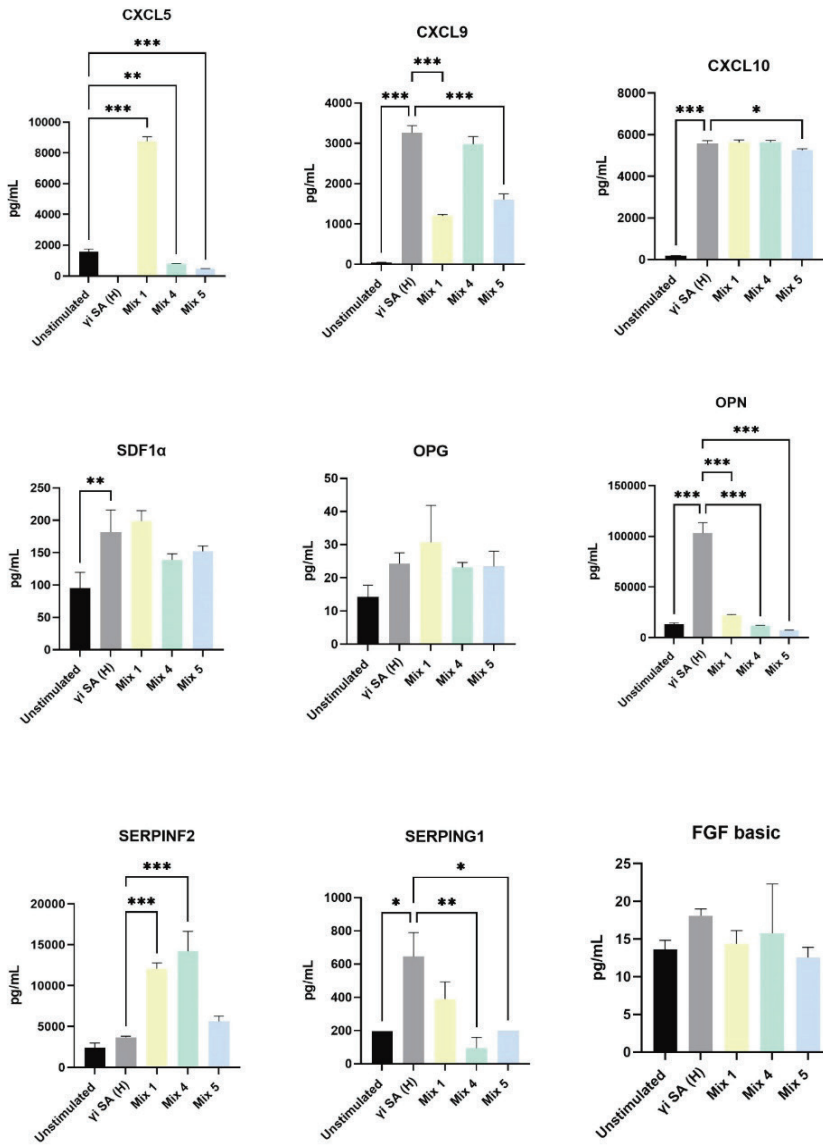 CXCL5
***
**
***
pg/mL
10000
8000
6000
4000
2000
0
Unstimulated
γi SA (H)
Mix 1
Mix 4
Mix 5
CXCL9
***
*** ***
pg/mL
4000
3000
2000
1000
0
Unstimulated
γi SA (H)
Mix 1
Mix 4
Mix 5
CXCL10
*** *
pg/mL
8000
6000
4000
2000
0
Unstimulated
γi SA (H)
Mix 1
Mix 4
Mix 5
SDF1α
**
pg/mL
250
200
150
100
50
0
Unstimulated
γi SA (H)
Mix 1
Mix 4
Mix 5
OPG
pg/mL
50
40
30
20
10
0
Unstimulated
γi SA (H)
Mix 1
Mix 4
Mix 5
OPN
***
***
*** ***
pg/mL
150000
100000
50000
0
Unstimulated
γi SA (H)
Mix 1
Mix 4
Mix 5
SERPINF2
***
***
pg/mL
20000
15000
10000
5000
0
Unstimulated
γi SA (H)
Mix 1
Mix 4
Mix 5
SERPING1
*
* **
pg/mL
1000
800
600
400
200
0
Unstimulated
γi SA (H)
Mix 1
Mix 4
Mix 5
FGF basic
pg/mL
25
20
15
10
5
0
Unstimulated
γi SA (H)
Mix 1
Mix 4
Mix 5